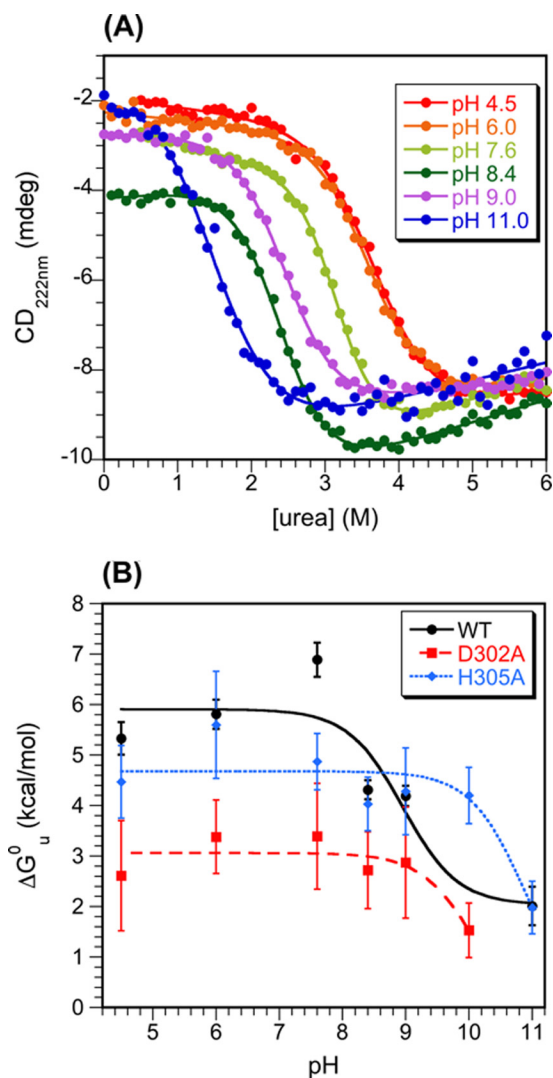 (A)
-2
-4
-6
-8
-10
CD222nm (mdeg)
pH 4.5
pH 6.0
pH 7.6
pH 8.4
pH 9.0
pH 11.0
0 1 2 3 4 5 6
[urea] (M)
(B)
8
7
6
5
4
3
2
1
0
ΔG0u (kcal/mol)
WT
D302A
H305A
5 6 7 8 9 10 11
pH